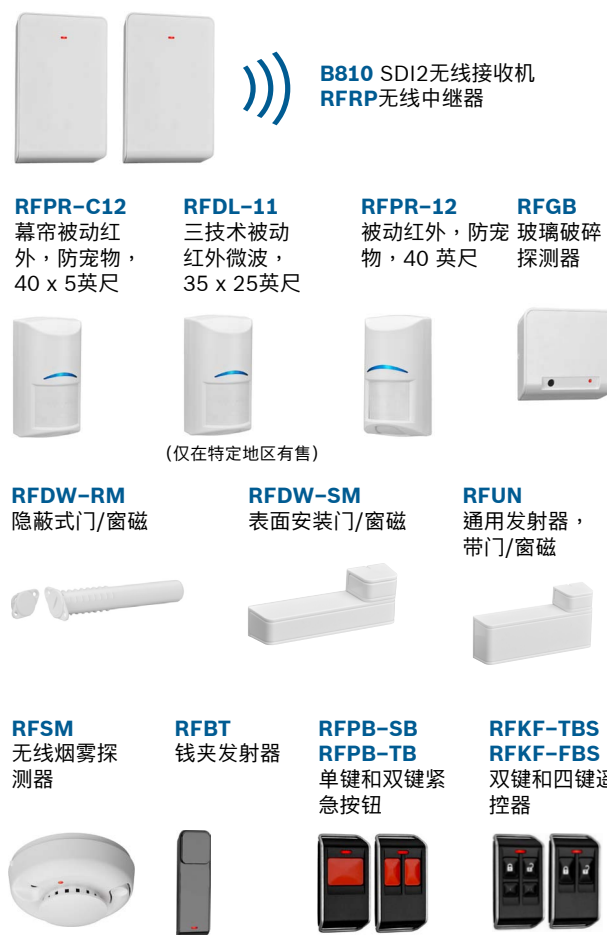 B810 SDI2无线接收机
RFRP无线中继器
RFPR-C12
幕帘被动红
外，防宠物，
40 x 5英尺
RFDL-11
三技术被动
红外微波，
35 x 25英尺
RFPR-12
被动红外，防宠
物，40 英尺
RFGB
玻璃破碎
探测器
(仅在特定地区有售)
RFDW-RM
隐蔽式门/窗磁
RFDW-SM
表面安装门/窗磁
RFUN
通用发射器，
带门/窗磁
RFSM
无线烟雾探
测器
RFBT
钱夹发射器
RFPB-SB
RFPB-TB
单键和双键紧
急按钮
RFKF-TBS
RFKF-FBS
双键和四键遥
控器